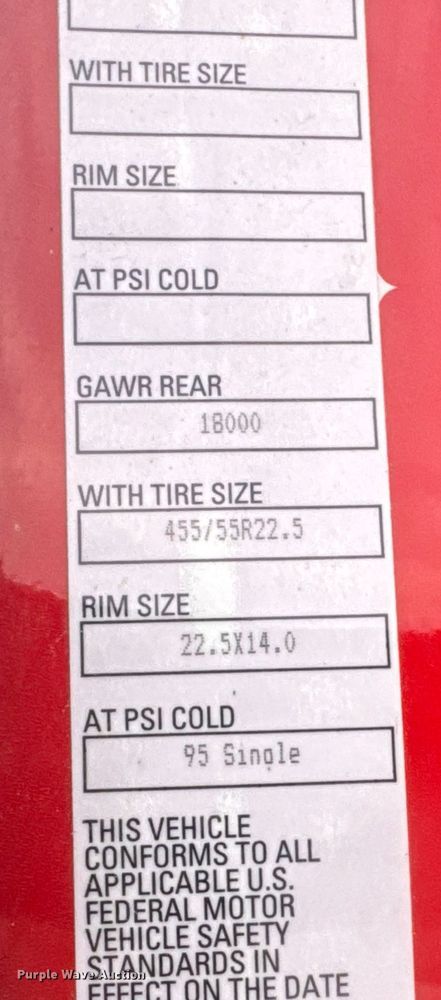 WITH TIRE SIZE
RIM SIZE
AT PSI COLD
GAWR REAR
18000
WITH TIRE SIZE
455/55R22.5
RIM SIZE
22.5X14.0
AT PSI COLD
95 Single
THIS VEHICLE
CONFORMS TO ALL
APPLICABLE U.S.
FEDERAL MOTOR
VEHICLE SAFETY
STANDARDS IN
EFFECT ON THE DATE
Purple Wave Auction